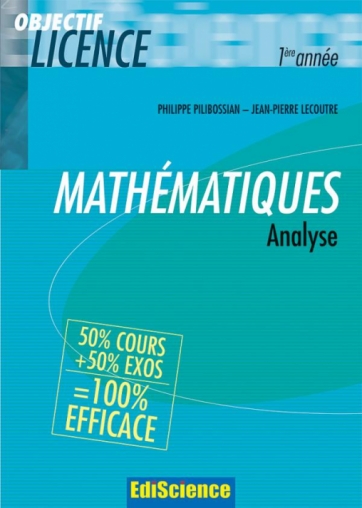 OBJECTIF
LICENCE
1ère année
PHILIPPE PILIBOSSIAN – JEAN-PIERRE LECOUTRE
MATHÉMATIQUES
Analyse
50% COURS
+50% EXOS
=100%
EFFICACE
EdiScience